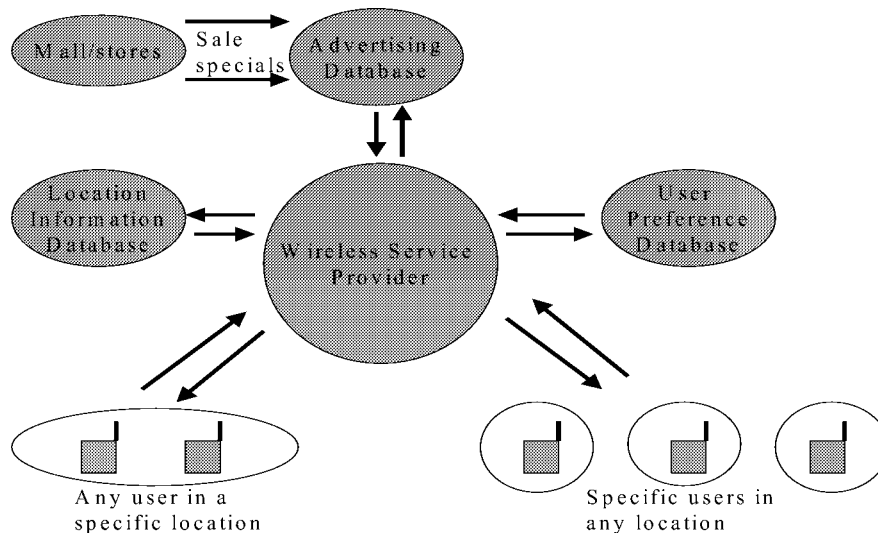 Mall/stores
Sale
specials
Advertising
Database
Location
Information
Database
Wireless Service
Provider
User
Preference
Database
Any user in a
specific location
Specific users in
any location